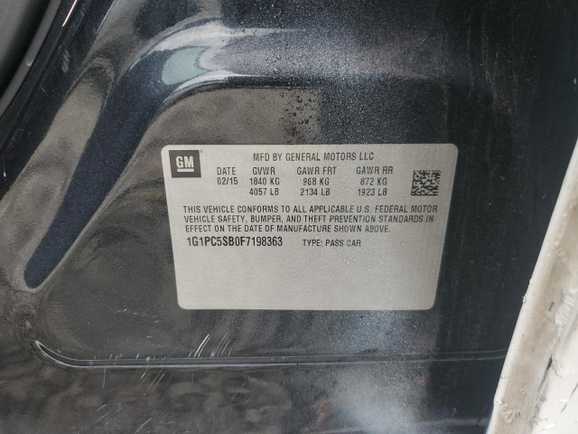 GM
MFD BY GENERAL MOTORS LLC
DATE GVWR GAWR FRT GAWR RR
02/15 1840 KG 968 KG 872 KG
4057 LB 2134 LB 1923 LB
THIS VEHICLE CONFORMS TO ALL APPLICABLE U.S. FEDERAL MOTOR
VEHICLE SAFETY, BUMPER, AND THEFT PREVENTION STANDARDS
IN EFFECT ON THE DATE OF MANUFACTURE SHOWN ABOVE.
1G1PC5SB0F7198363 TYPE: PASS CAR